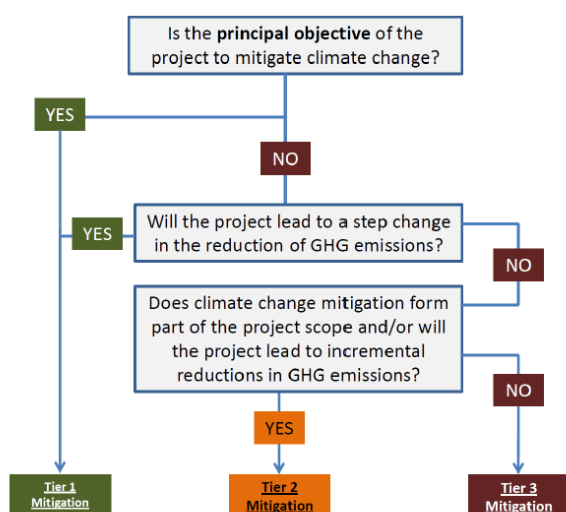 Is the principal objective of the
project to mitigate climate change?
YES
NO
YES
Will the project lead to a step change
in the reduction of GHG emissions?
NO
Does climate change mitigation form
part of the project scope and/or will
the project lead to incremental
reductions in GHG emissions?
NO
YES
Tier 1
Mitigation
Tier 2
Mitigation
Tier 3
Mitigation